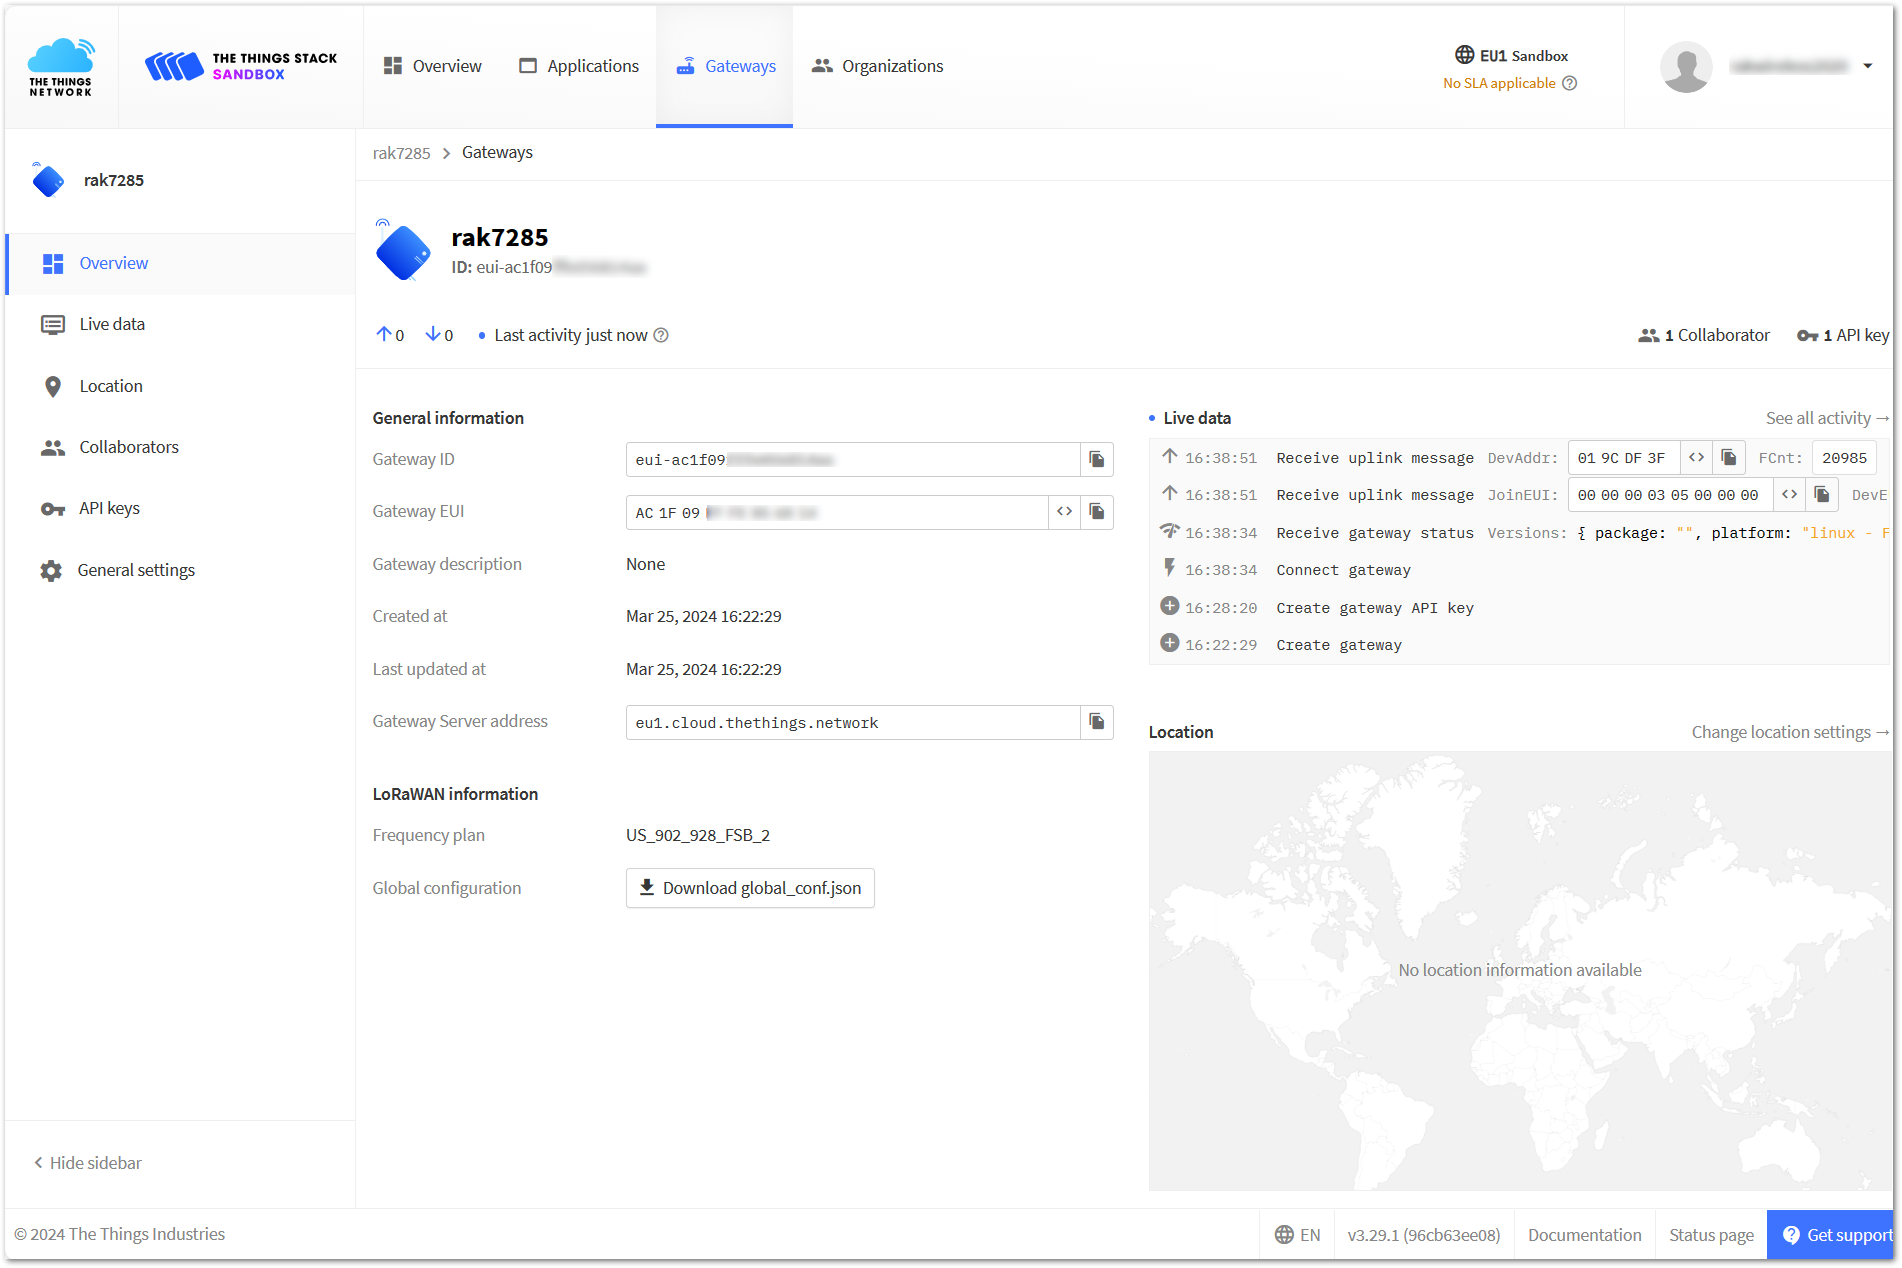 THE THINGS
NETWORK
THE THINGS STACK
SANDBOX
Overview
Applications
Gateways
Organizations
EU1 Sandbox
No SLA applicable
rak7285
Overview
Live data
Location
Collaborators
API keys
General settings
Hide sidebar
rak7285 > Gateways
rak7285
ID: eui-ac1f09
0 0 Last activity just now
1 Collaborator 1 API key
General information
Gateway ID eui-ac1f09
Gateway EUI AC 1F 09
Gateway description None
Created at Mar 25, 2024 16:22:29
Last updated at Mar 25, 2024 16:22:29
Gateway Server address eu1.cloud.thethings.network
LoRaWAN information
Frequency plan US_902_928_FSB_2
Global configuration Download global_conf.json
Live data See all activity →
16:38:51 Receive uplink message DevAddr: 01 9C DF 3F <> FCnt: 20985
16:38:51 Receive uplink message JoinEUI: 00 00 00 03 05 00 00 00 <> DevE
16:38:34 Receive gateway status Versions: { package: "", platform: "linux - F
16:38:34 Connect gateway
16:28:20 Create gateway API key
16:22:29 Create gateway
Location Change location settings →
No location information available
© 2024 The Things Industries
EN
v3.29.1 (96cb63ee08)
Documentation
Status page
Get support